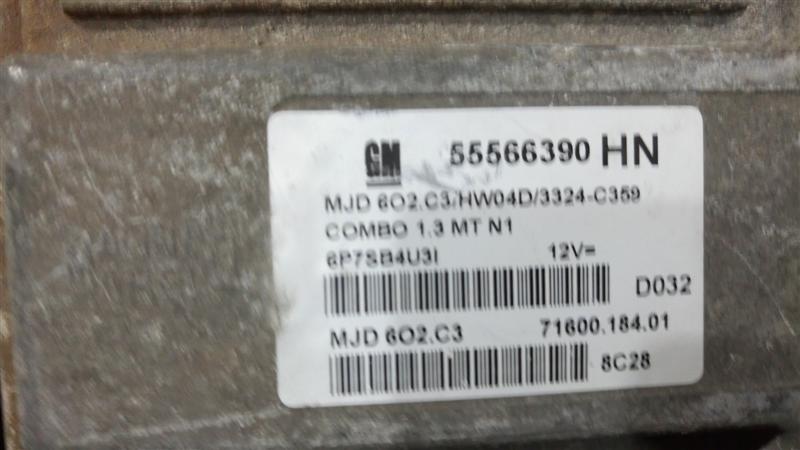 GM 55566390 HN
MJD 6O2.C3/HW04D/3324-C359
COMBO 1.3 MT N1
6P7SB4U3I 12V=
D032
MJD 6O2.C3 71600.184.01
8C28